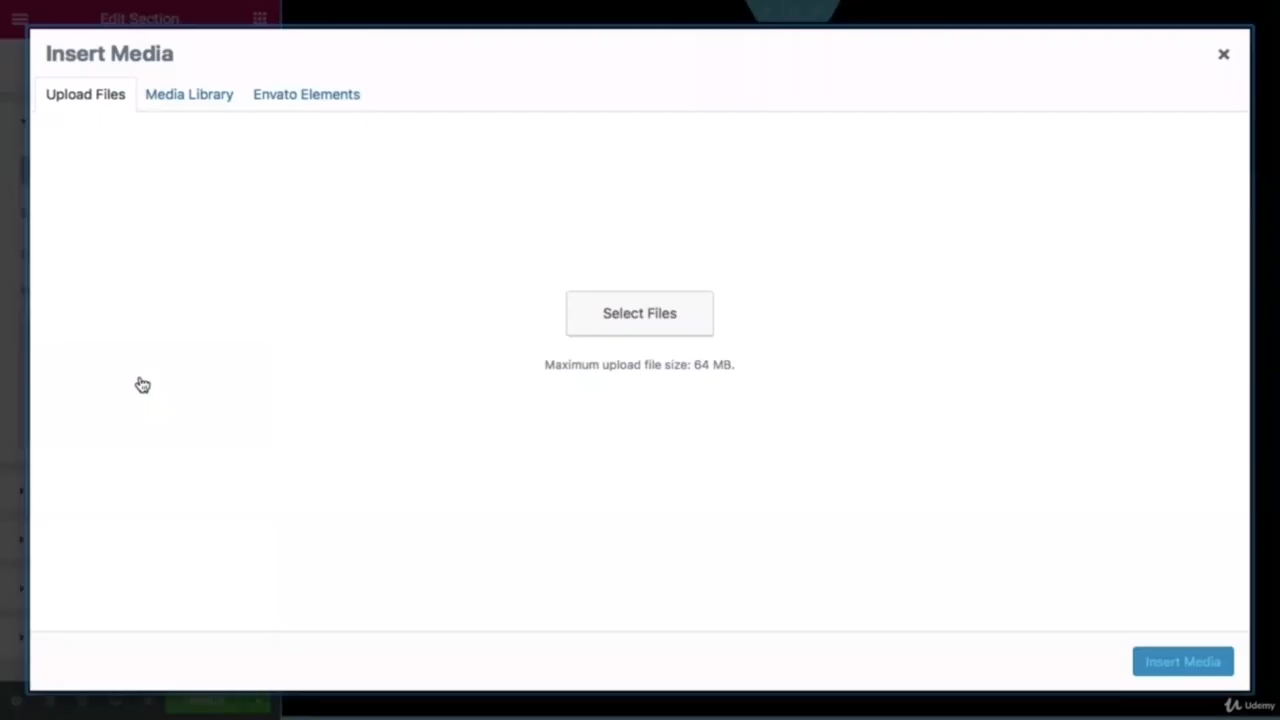 Edit Section
Insert Media
Upload Files
Media Library
Envato Elements
Select Files
Maximum upload file size: 64 MB.
Insert Media
Udemy